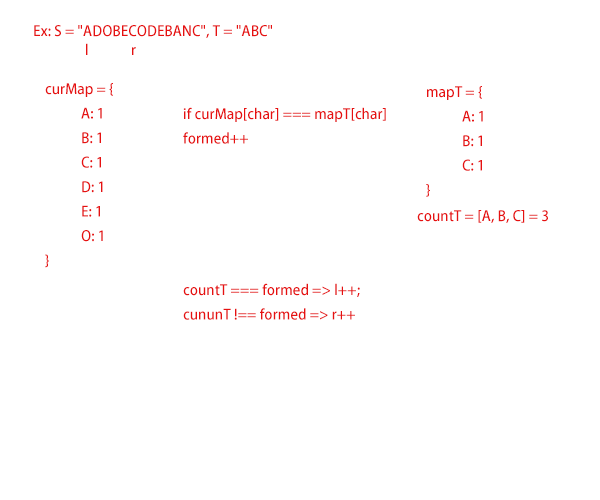 Ex: S = "ADOBECODEBANC", T = "ABC"
l r
curMap = {
A: 1
B: 1
C: 1
D: 1
E: 1
O: 1
}
if curMap[char] === mapT[char]
formed++
mapT = {
A: 1
B: 1
C: 1
}
countT = [A, B, C] = 3
countT === formed => l++;
cununT !== formed => r++